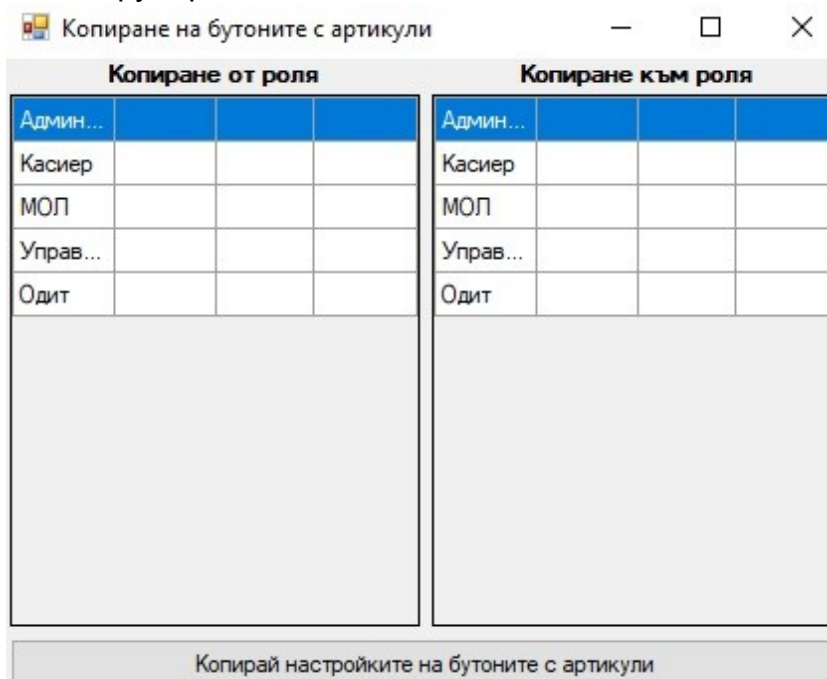 Копиране на бутоните с артикули
Копиране от роля
Копиране към роля
Админ...
Касиер
МОЛ
Управ...
Одит
Админ...
Касиер
МОЛ
Управ...
Одит
Копирай настройките на бутоните с артикули